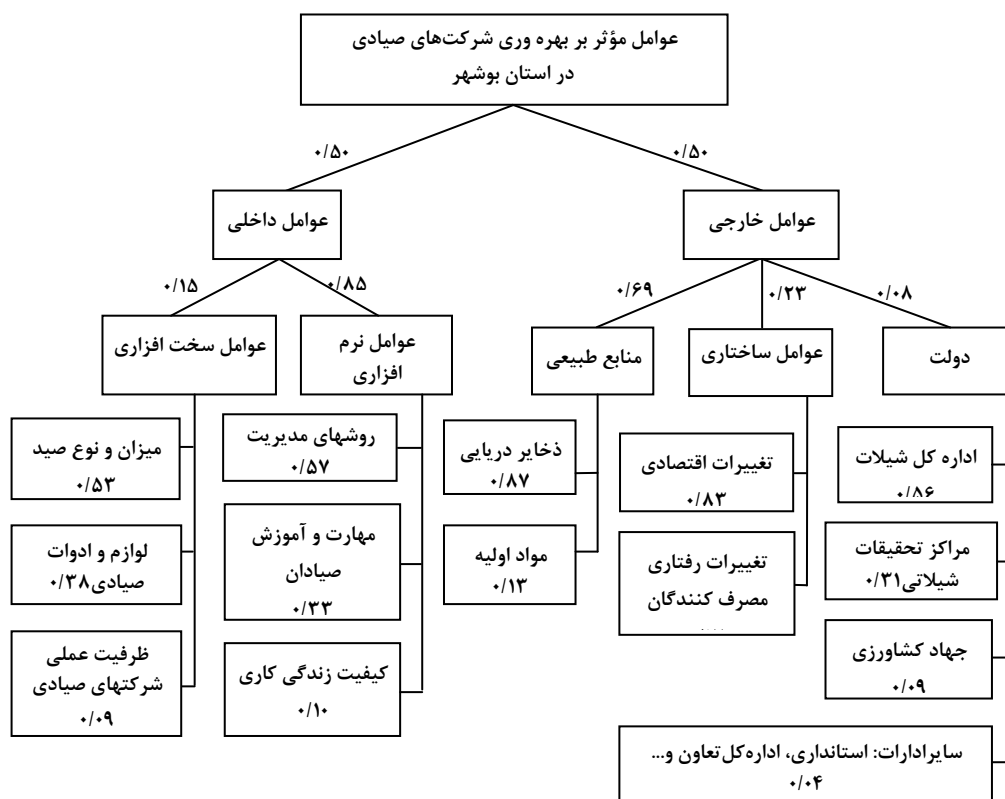 عوامل مؤثر بر بهره وری شرکت‌های صیادی
در استان بوشهر
۰/۵۰
۰/۵۰
عوامل خارجی
عوامل داخلی
۰/۰۸
۰/۲۳
۰/۶۹
۰/۸۵
۰/۱۵
دولت
عوامل ساختاری
منابع طبیعی
عوامل نرم
افزاری
عوامل سخت افزاری
اداره کل شیلات
۰/۸۶
مراکز تحقیقات
شیلاتی۰/۳۱
جهاد کشاورزی
۰/۰۹
سایرادارات: استانداری، اداره‌کل‌تعاون و...
۰/۰۴
تغییرات اقتصادی
۰/۸۳
تغییرات رفتاری
مصرف کنندگان
ذخایر دریایی
۰/۸۷
مواد اولیه
۰/۱۳
روشهای مدیریت
۰/۵۷
مهارت و آموزش
صیادان
۰/۳۳
کیفیت زندگی کاری
۰/۱۰
میزان و نوع صید
۰/۵۳
لوازم و ادوات
صیادی۰/۳۸
ظرفیت عملی
شرکتهای صیادی
۰/۰۹